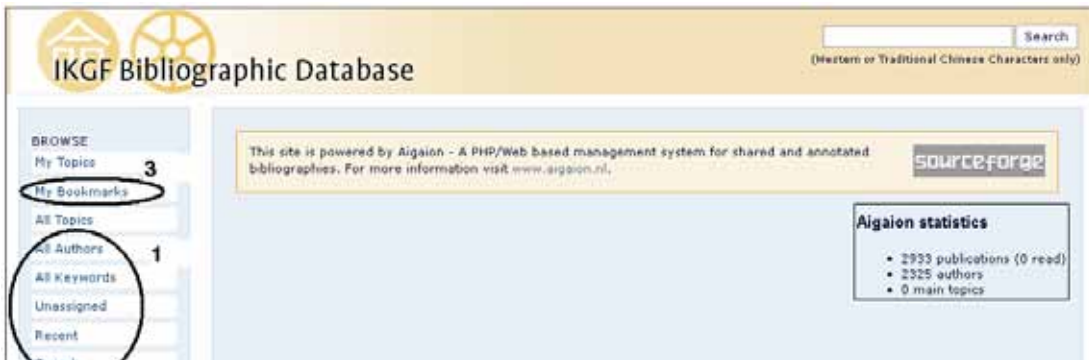 Search
(Western or Traditional Chinese Characters only)
IKGF Bibliographic Database
BROWSE
My Topics
3
My Bookmarks
All Topics
All Authors
1
All Keywords
Unassigned
Recent
This site is powered by Aigaion - A PHP/Web based management system for shared and annotated
bibliographies. For more information visit www.aigaion.nl.
sourceforge
Aigaion statistics
• 2933 publications (0 read)
• 2325 authors
• 0 main topics